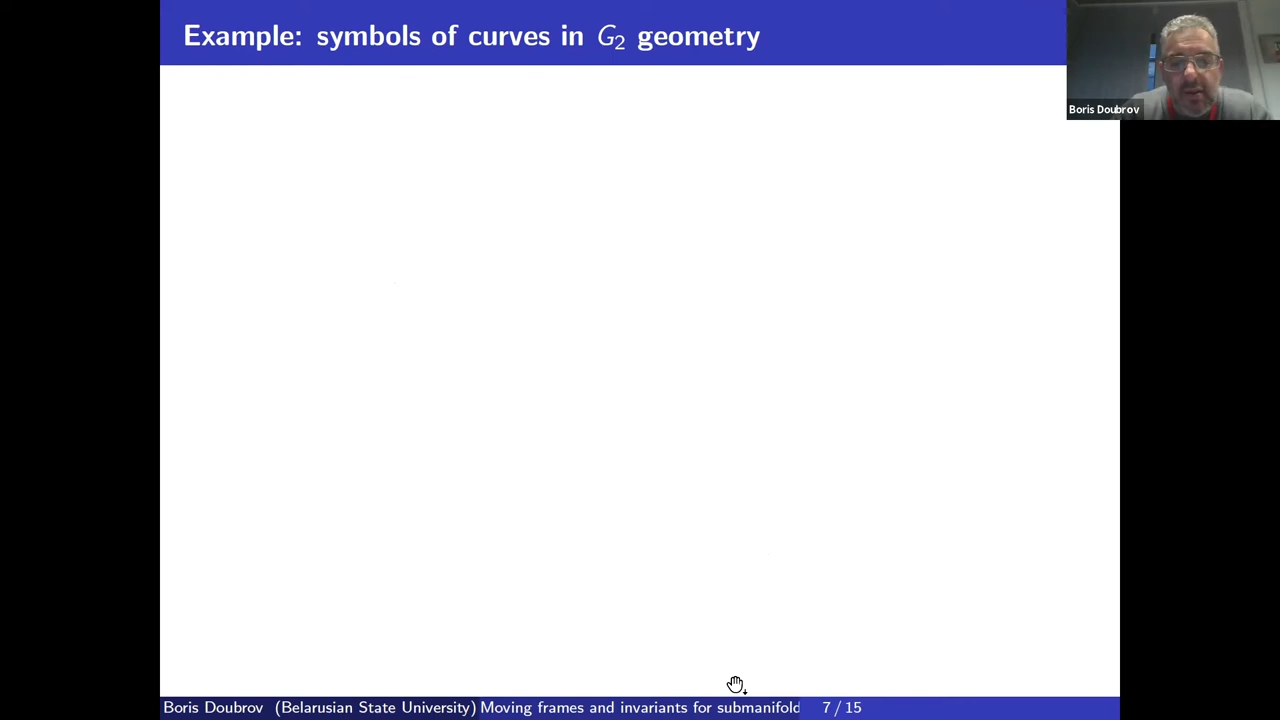 Example: symbols of curves in G₂ geometry
Boris Doubrov
Boris Doubrov (Belarusian State University) Moving frames and invariants for submanifold 7 / 15